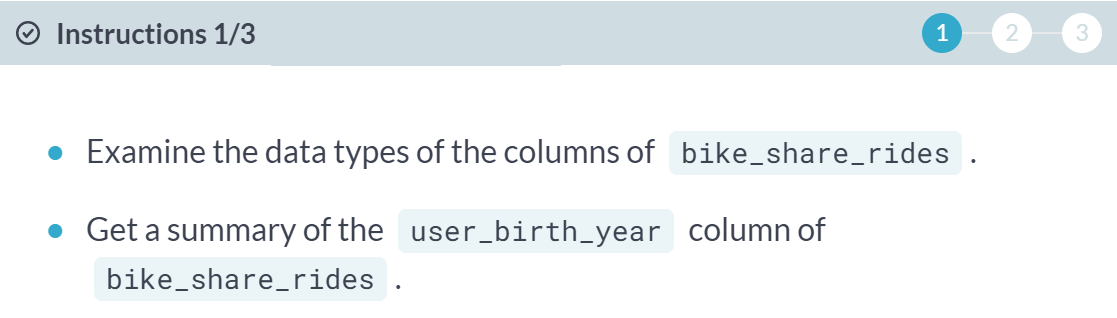 Instructions 1/3
1 2 3
Examine the data types of the columns of bike_share_rides .
Get a summary of the user_birth_year column of
bike_share_rides .